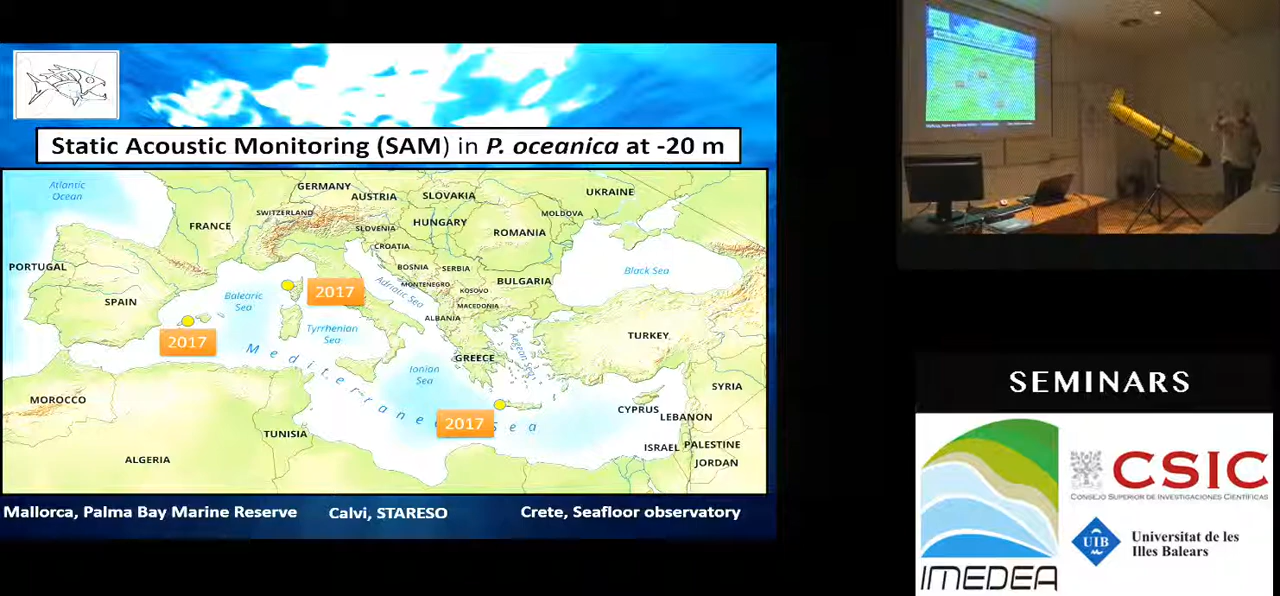 Static Acoustic Monitoring (SAM) in P. oceanica at -20 m
Atlantic
Ocean
GERMANY
AUSTRIA
SLOVAKIA
UKRAINE
SWITZERLAND
FRANCE
SLOVENIA
HUNGARY
MOLDOVA
ROMANIA
CROATIA
PORTUGAL
BOSNIA
SERBIA
Black Sea
SPAIN
Balearic
Sea
2017
Adriatic Sea
MONTENEGRO
KOSOVO
BULGARIA
MACEDONIA
ALBANIA
2017
Tyrrhenian
Sea
Aegean Sea
TURKEY
GREECE
Mediterranean Sea
Ionian
Sea
SYRIA
MOROCCO
2017
CYPRUS
LEBANON
TUNISIA
ISRAEL
PALESTINE
ALGERIA
JORDAN
Mallorca, Palma Bay Marine Reserve
Calvi, STARESO
Crete, Seafloor observatory
SEMINARS
CSIC
CONSEJO SUPERIOR DE INVESTIGACIONES CIENTÍFICAS
UIB
Universitat de les
Illes Balears
IMEDEA